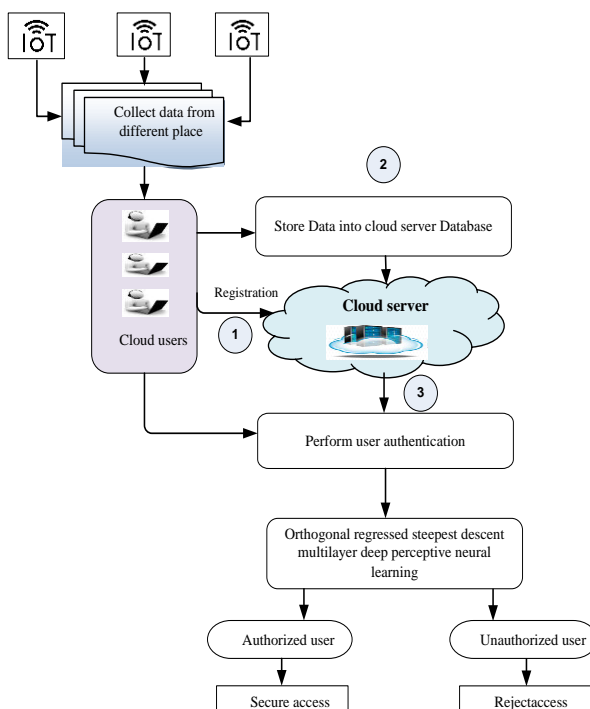 IOT
IOT
IOT
Collect data from
different place
2
Store Data into cloud server Database
Registration
1
Cloud server
Cloud users
3
Perform user authentication
Orthogonal regressed steepest descent
multilayer deep perceptive neural
learning
Authorized user
Unauthorized user
Secure access
Rejectaccess